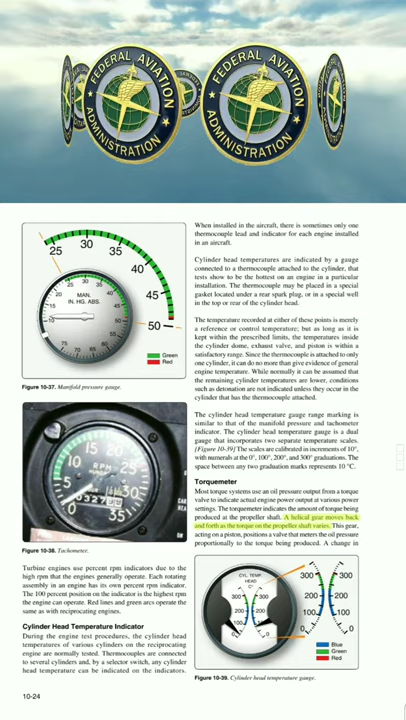 FEDERAL AVIATION
ADMINISTRATION
FEDERAL AVIATION
ADMINISTRATION
25
30
35
40
45
50
MAN.
IN. HG. ABS.
Green
Red
Figure 10-37. Manifold pressure gauge.
RPM
0
5
15
20
25
30
35
Figure 10-38. Tachometer.
Turbine engines use percent rpm indicators due to the
high rpm that the engines generally operate. Each rotating
assembly in an engine has its own percent rpm indicator.
The 100 percent position on the indicator is the highest rpm
the engine can operate. Red lines and green arcs operate the
same as with reciprocating engines.
Cylinder Head Temperature Indicator
During the engine test procedures, the cylinder head
temperatures of various cylinders on the reciprocating
engine are normally tested. Thermocouples are connected
to several cylinders and, by a selector switch, any cylinder
head temperature can be indicated on the indicators.
When installed in the aircraft, there is sometimes only one
thermocouple lead and indicator for each engine installed
in an aircraft.
Cylinder head temperatures are indicated by a gauge
connected to a thermocouple attached to the cylinder, that
tests show to be the hottest on an engine in a particular
installation. The thermocouple may be placed in a special
gasket located under a rear spark plug, or in a special well
in the top or rear of the cylinder head.
The temperature recorded at either of these points is merely
a reference or control temperature; but as long as it is
kept within the prescribed limits, the temperatures inside
the cylinder dome, exhaust valve, and piston is within a
satisfactory range. Since the thermocouple is attached to only
one cylinder, it can do no more than give evidence of general
engine temperature. While normally it can be assumed that
the remaining cylinder temperatures are lower, conditions
such as detonation are not indicated unless they occur in the
cylinder that has the thermocouple attached.
The cylinder head temperature gauge range marking is
similar to that of the manifold pressure and tachometer
indicator. The cylinder head temperature gauge is a dual
gauge that incorporates two separate temperature scales.
[Figure 10-39] The scales are calibrated in increments of 10°,
with numerals at the 0°, 100°, 200°, and 300° graduations. The
space between any two graduation marks represents 10 °C.
Torquemeter
Most torque systems use an oil pressure output from a torque
valve to indicate actual engine power output at various power
settings. The torquemeter indicates the amount of torque being
produced at the propeller shaft. A helical gear moves back
and forth as the torque on the propeller shaft varies. This gear,
acting on a piston, positions a valve that meters the oil pressure
proportionally to the torque being produced. A change in
CYL. TEMP.
HEAD
C°
300 300
200 200
100 100
0 0
300 300
200 200
100 100
0 0
Blue
Green
Red
Figure 10-39. Cylinder head temperature gauge.
10-24